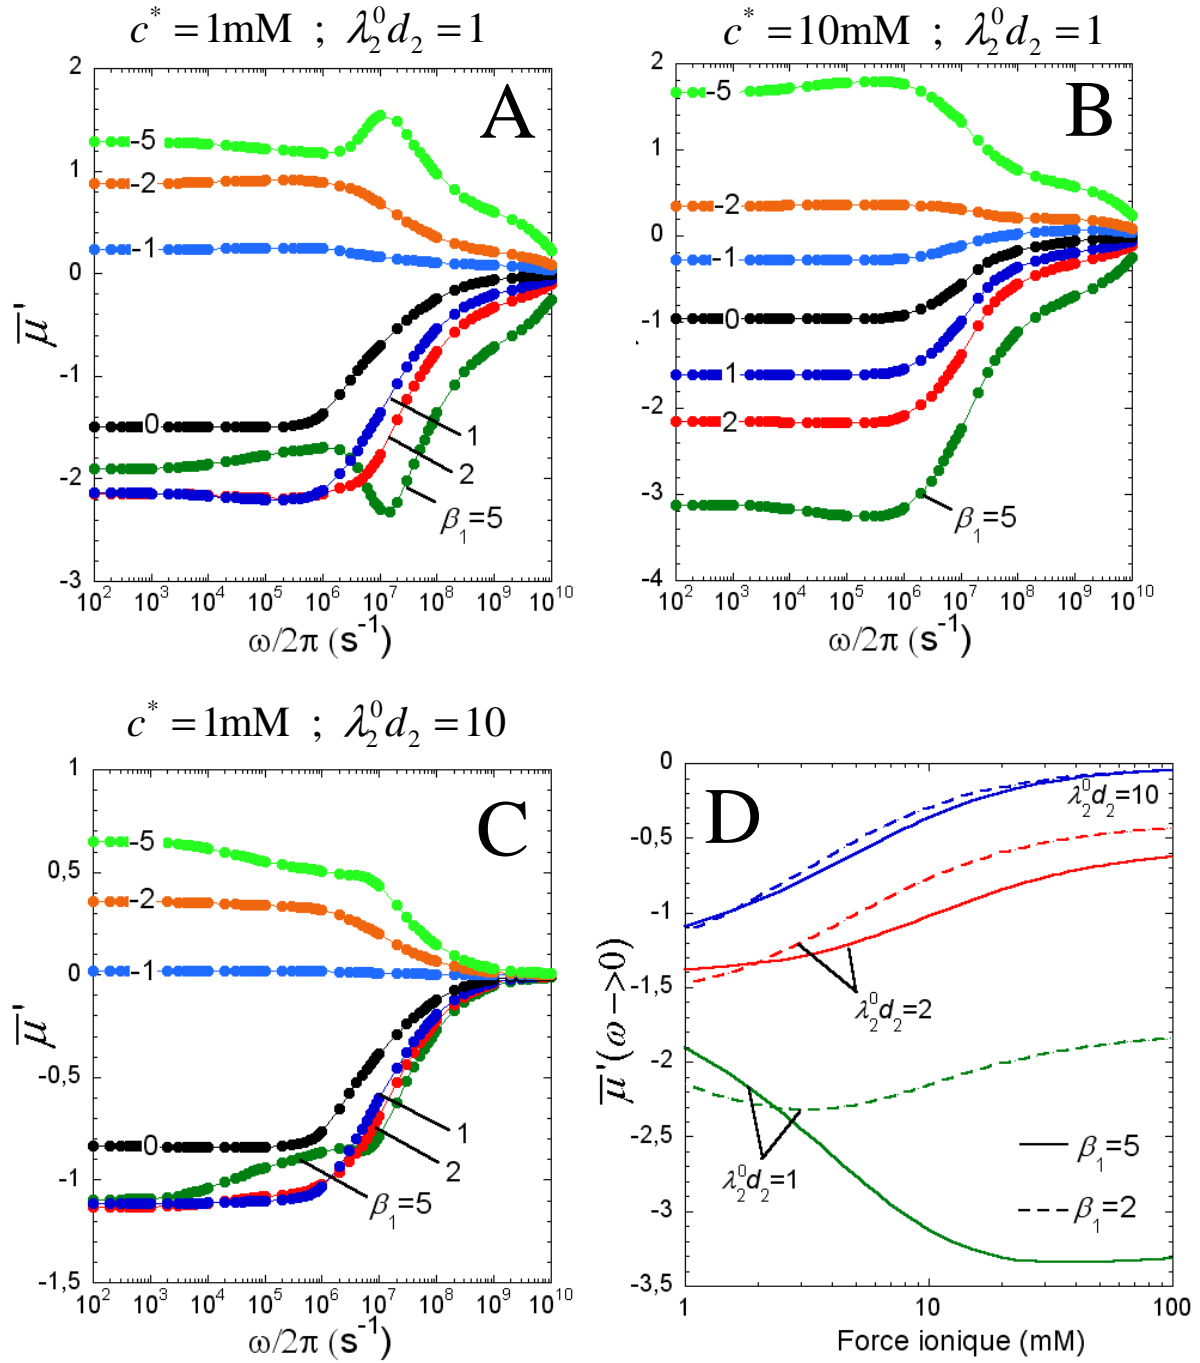 c* = 1mM ; λ₂⁰d₂ = 1
A
2
1
0
-1
-2
-3
μ̄'
-5
-2
-1
0
1
2
β₁=5
10² 10³ 10⁴ 10⁵ 10⁶ 10⁷ 10⁸ 10⁹ 10¹⁰
ω/2π (s⁻¹)
c* = 10mM ; λ₂⁰d₂ = 1
B
2
1
0
-1
-2
-3
-4
-5
-2
-1
0
1
2
β₁=5
10² 10³ 10⁴ 10⁵ 10⁶ 10⁷ 10⁸ 10⁹ 10¹⁰
ω/2π (s⁻¹)
c* = 1mM ; λ₂⁰d₂ = 10
C
1
0,5
0
-0,5
-1
-1,5
μ̄'
-5
-2
-1
0
1
2
β₁=5
10² 10³ 10⁴ 10⁵ 10⁶ 10⁷ 10⁸ 10⁹ 10¹⁰
ω/2π (s⁻¹)
D
0
-0,5
-1
-1,5
-2
-2,5
-3
-3,5
μ̄'(ω−>0)
λ₂⁰d₂=10
λ₂⁰d₂=2
λ₂⁰d₂=1
β₁=5
β₁=2
1 10 100
Force ionique (mM)